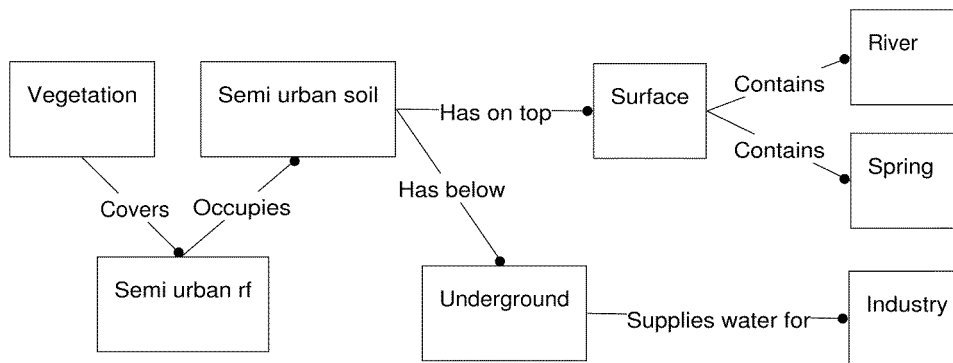 River
Vegetation
Semi urban soil
Surface
Contains
Has on top
Contains
Spring
Has below
Covers
Occupies
Semi urban rf
Underground
Industry
Supplies water for